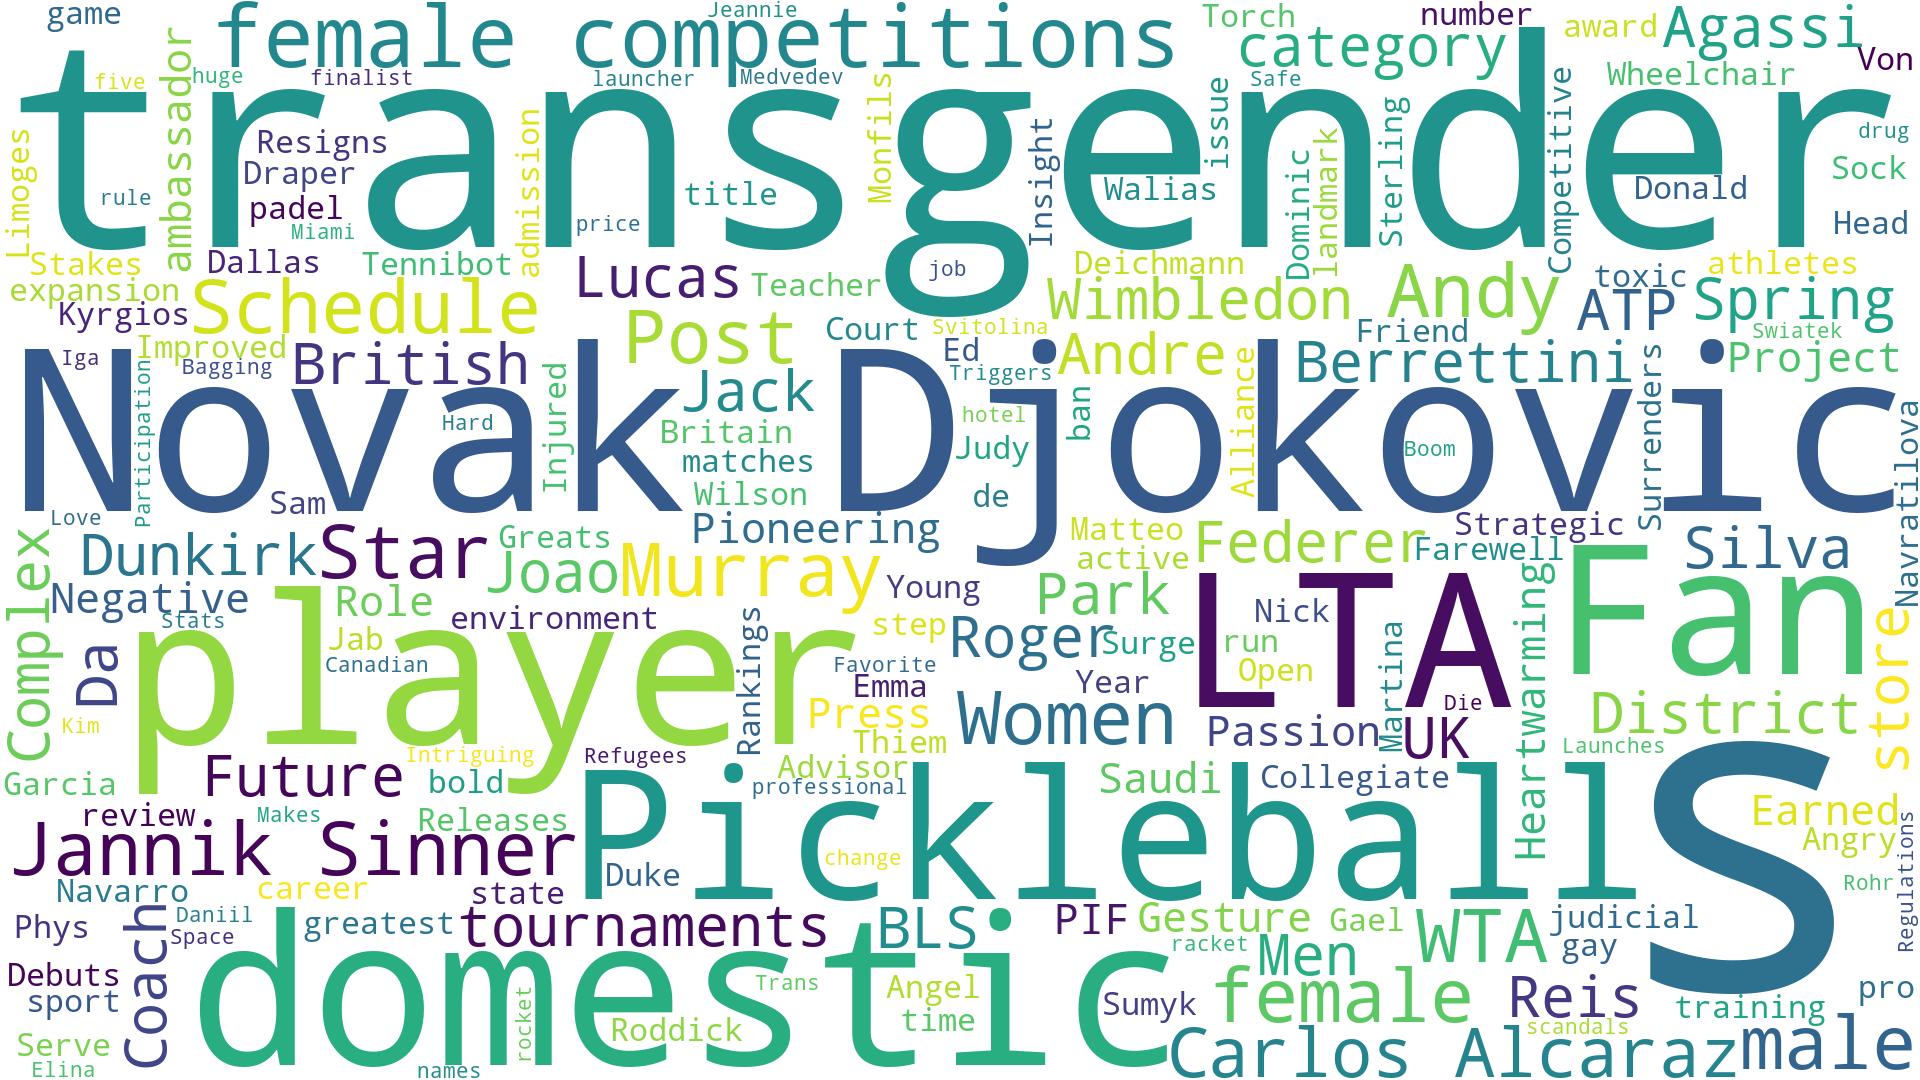 game
female competitions
Jeannie
Torch
number
award
Agassi
category
Von
transgender
five
huge
finalist
launcher
Medvedev
Safe
Wheelchair
ambassador
Monfils
issue
Sterling
Competitive
Limoges
Resigns
admission
Insight
Dominic
landmark
drug
Draper
Sock
rule
padel
title
Walias
Donald
Miami
price
Head
Stakes
Dallas
Tennibot
job
Deichmann
toxic
athletes
expansion
Schedule
Lucas
Teacher
Wimbledon
Andy
ATP
Spring
Kyrgios
Post
Court
Svitolina
Friend
Swiatek
Improved
British
Ed
Andre
Berrettini
Project
Iga
Bagging
Triggers
Novak Djokovic
Participation
Injured
Jack
ban
Alliance
Surrenders
Navratilova
Hard
Britain
hotel
Judy
Boom
matches
Wilson
de
Sam
Love
Pioneering
Matteo
Strategic
Dunkirk
Star
Greats
active
Federer
Farewell
Silva
Joao
Murray
Complex
Negative
Role
Young
Park
LTA
Fan
Nick
Heartwarming
Stats
environment
Rankings
step
Roger
Surge
run
Martina
store
Da
player
Jab
Canadian
Favorite
Open
Emma
Year
Die
Kim
Press
Women
Passion
UK
District
Intriguing
Refugees
Thiem
Launches
Garcia
Future
bold
Advisor
professional
Saudi
Collegiate
S
review
Makes
Releases
Pickleball
Earned
Jannik Sinner
Angry
Regulations
change
Duke
Navarro
career
state
Rohr
Phys
Coach
Daniil
greatest
tournaments
BLS
PIF
Gesture
Gael
WTA
judicial
Space
racket
Men
gay
Debuts
domestic
sport
rocket
Trans
Angel
Sumyk
female
Reis
training
pro
Serve
Roddick
time
scandals
male
Elina
names
Carlos Alcaraz